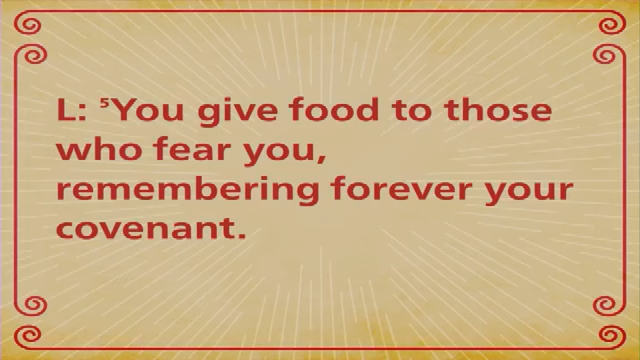 L: ⁵You give food to those
who fear you,
remembering forever your
covenant.